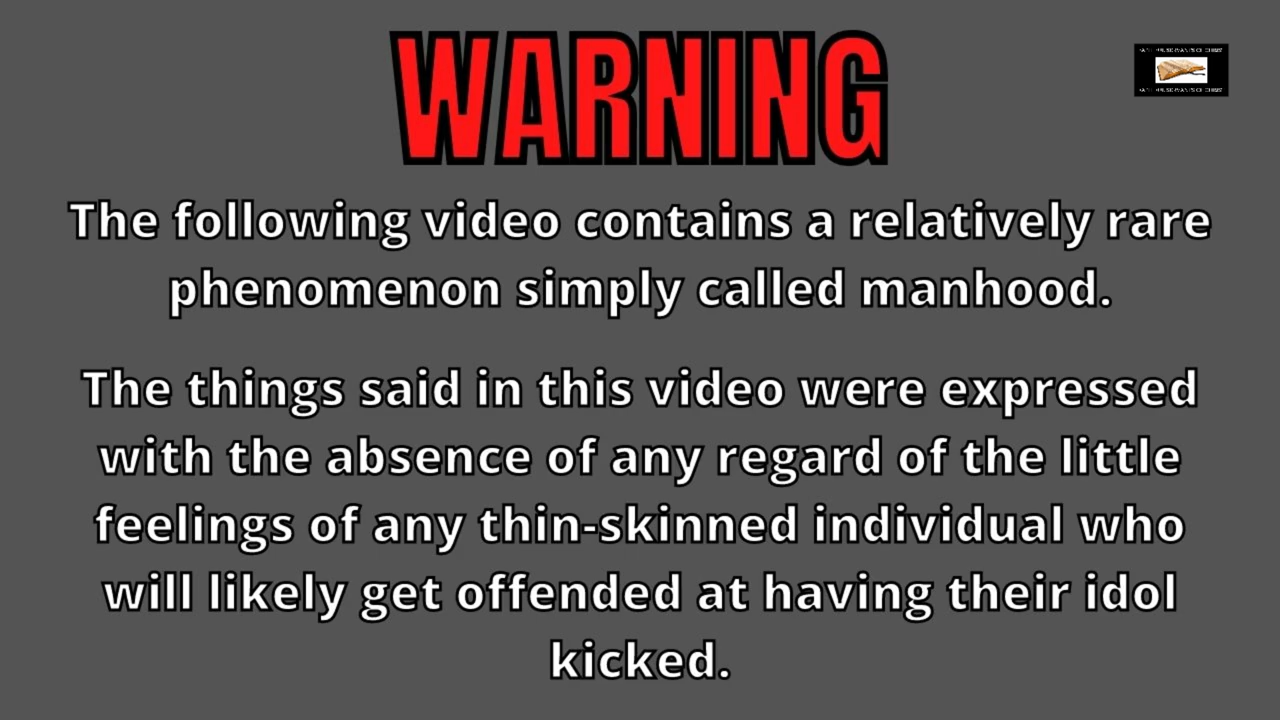 WARNING
The following video contains a relatively rare
phenomenon simply called manhood.
The things said in this video were expressed
with the absence of any regard of the little
feelings of any thin-skinned individual who
will likely get offended at having their idol
kicked.